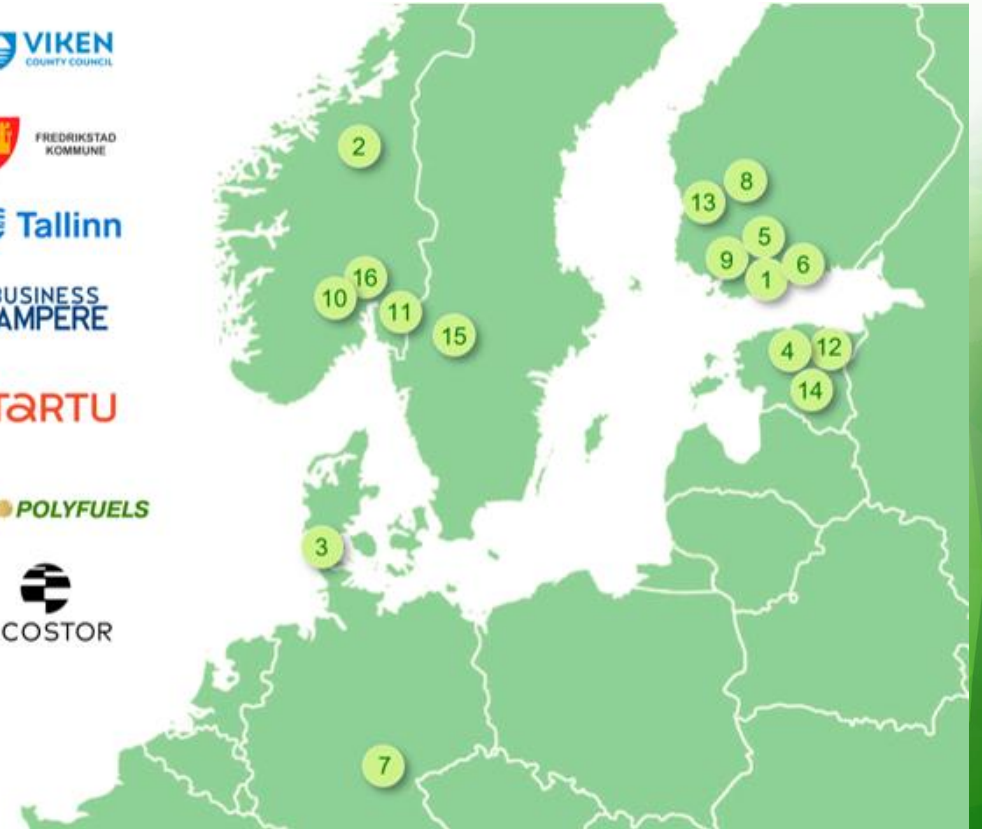 VIKEN
COUNTY COUNCIL
FREDRIKSTAD
KOMMUNE
Tallinn
BUSINESS
AMPERE
TaRTU
POLYFUELS
COSTOR
2
8
13
5
9
6
1
16
10
11
15
4
12
14
3
7